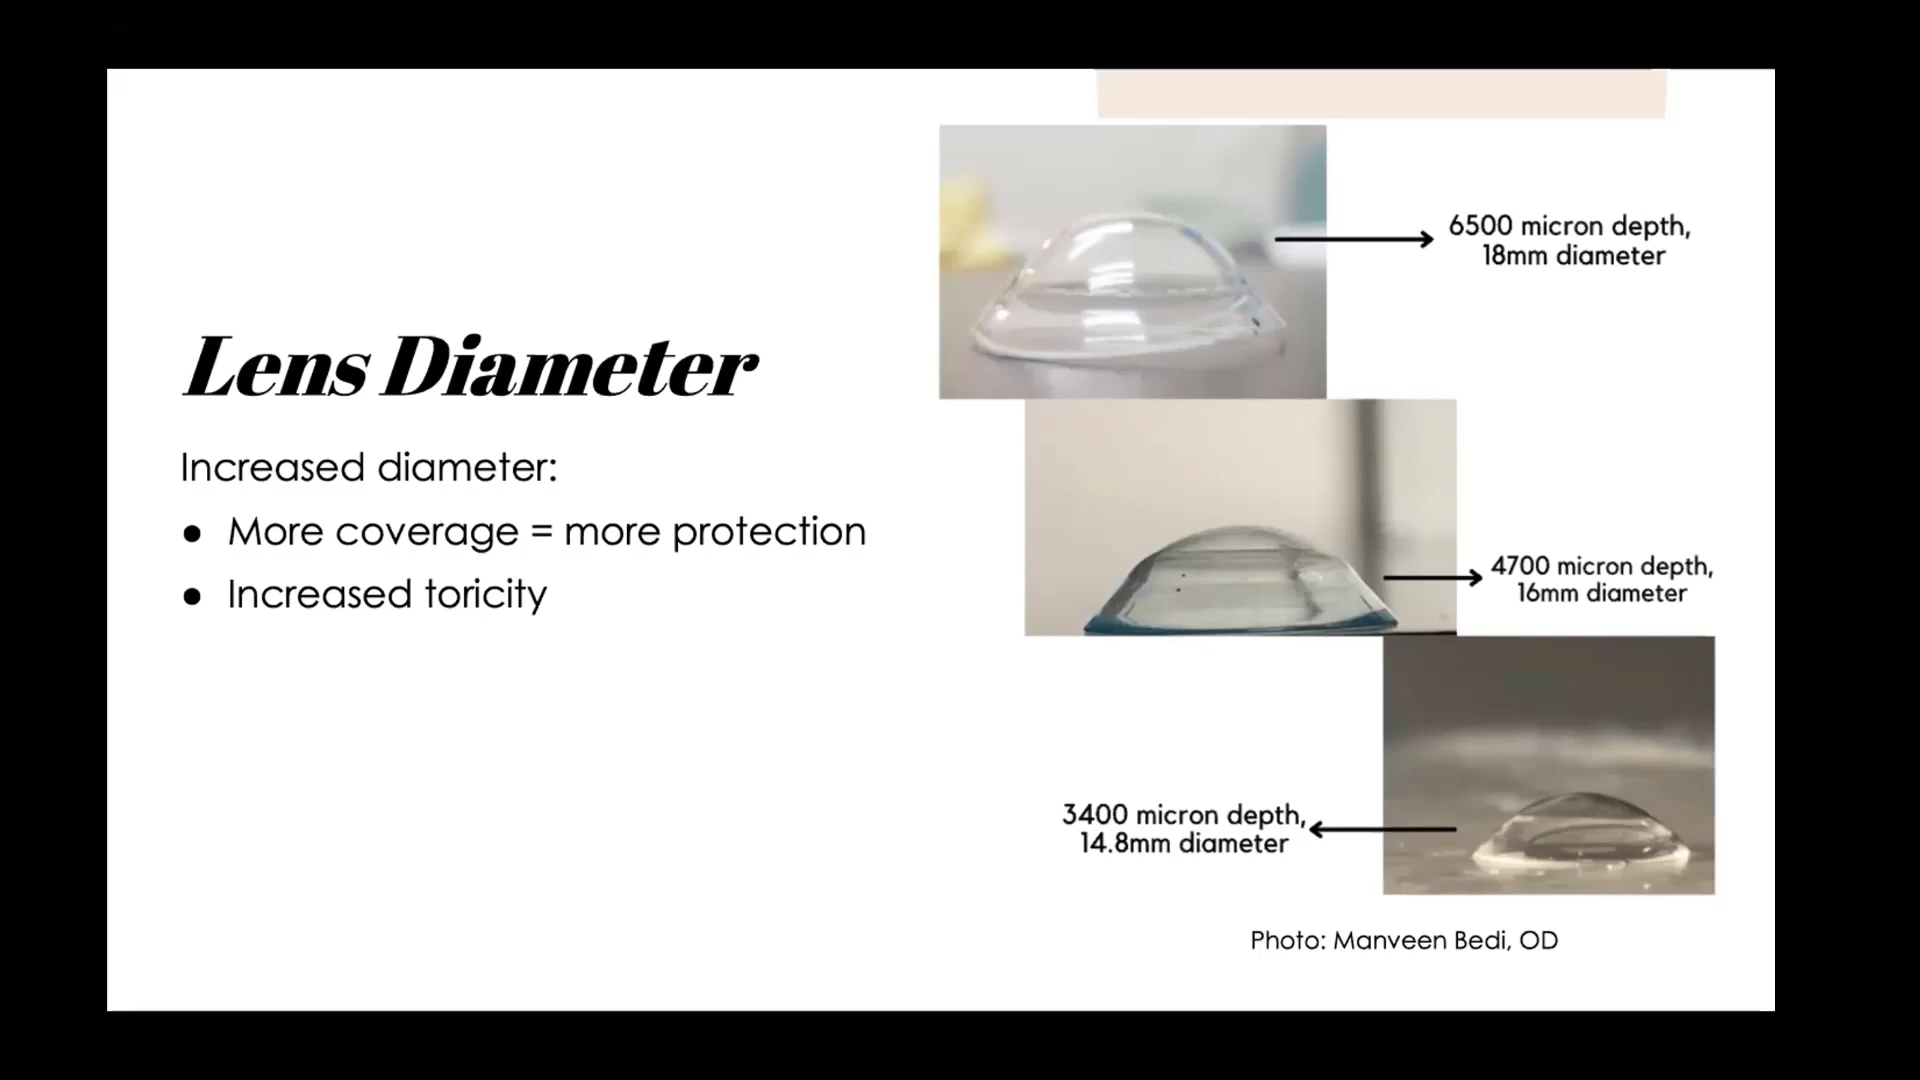 Lens Diameter
Increased diameter:
● More coverage = more protection
● Increased toricity
6500 micron depth,
18mm diameter
4700 micron depth,
16mm diameter
3400 micron depth,
14.8mm diameter
Photo: Manveen Bedi, OD